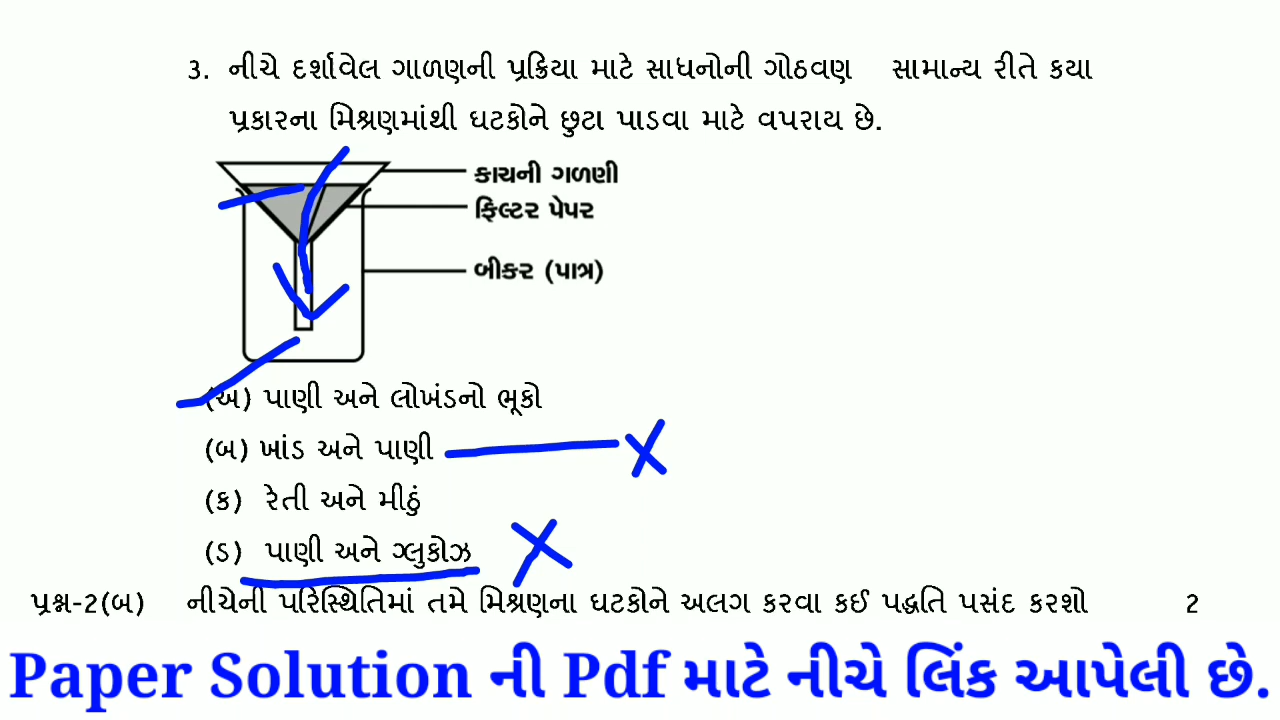 3. નીચે દર્શાવેલ ગાળણની પ્રક્રિયા માટે સાધનોની ગોઠવણ સામાન્ય રીતે કયા
પ્રકારના મિશ્રણમાંથી ઘટકોને છુટા પાડવા માટે વપરાય છે.
કાચની ગળણી
ફિલ્ટર પેપર
બીકર (પાત્ર)
(અ) પાણી અને લોખંડનો ભૂકો
(બ) ખાંડ અને પાણી
(ક) રેતી અને મીઠું
(ડ) પાણી અને ગ્લુકોઝ
પ્રશ્ન-2(બ) નીચેની પરિસ્થિતિમાં તમે મિશ્રણના ઘટકોને અલગ કરવા કઈ પદ્ધતિ પસંદ કરશો 2
Paper Solution ની Pdf માટે નીચે લિંક આપેલી છે.